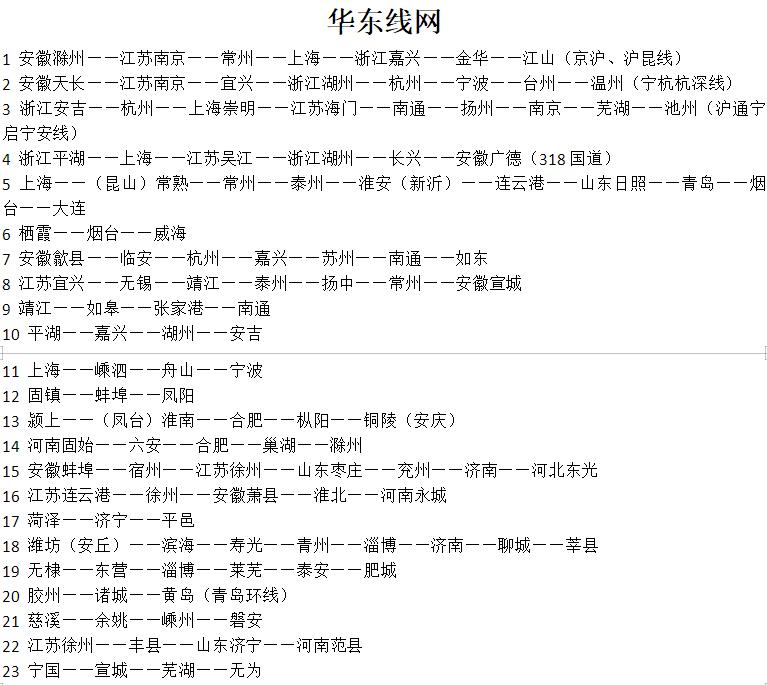 华东线网
1 安徽滁州——江苏南京——常州——上海——浙江嘉兴——金华——江山（京沪、沪昆线）
2 安徽天长——江苏南京——宜兴——浙江湖州——杭州——宁波——台州——温州（宁杭杭深线）
3 浙江安吉——杭州——上海崇明——江苏海门——南通——扬州——南京——芜湖——池州（沪通宁
启宁安线）
4 浙江平湖——上海——江苏吴江——浙江湖州——长兴——安徽广德（318 国道）
5 上海——（昆山）常熟——常州——泰州——淮安（新沂）——连云港——山东日照——青岛——烟
台——大连
6 栖霞——烟台——威海
7 安徽歙县——临安——杭州——嘉兴——苏州——南通——如东
8 江苏宜兴——无锡——靖江——泰州——扬中——常州——安徽宣城
9 靖江——如皋——张家港——南通
10 平湖——嘉兴——湖州——安吉
11 上海——嵊泗——舟山——宁波
12 固镇——蚌埠——凤阳
13 颍上——（凤台）淮南——合肥——枞阳——铜陵（安庆）
14 河南固始——六安——合肥——巢湖——滁州
15 安徽蚌埠——宿州——江苏徐州——山东枣庄——兖州——济南——河北东光
16 江苏连云港——徐州——安徽萧县——淮北——河南永城
17 菏泽——济宁——平邑
18 潍坊（安丘）——滨海——寿光——青州——淄博——济南——聊城——莘县
19 无棣——东营——淄博——莱芜——泰安——肥城
20 胶州——诸城——黄岛（青岛环线）
21 慈溪——余姚——嵊州——磐安
22 江苏徐州——丰县——山东济宁——河南范县
23 宁国——宣城——芜湖——无为